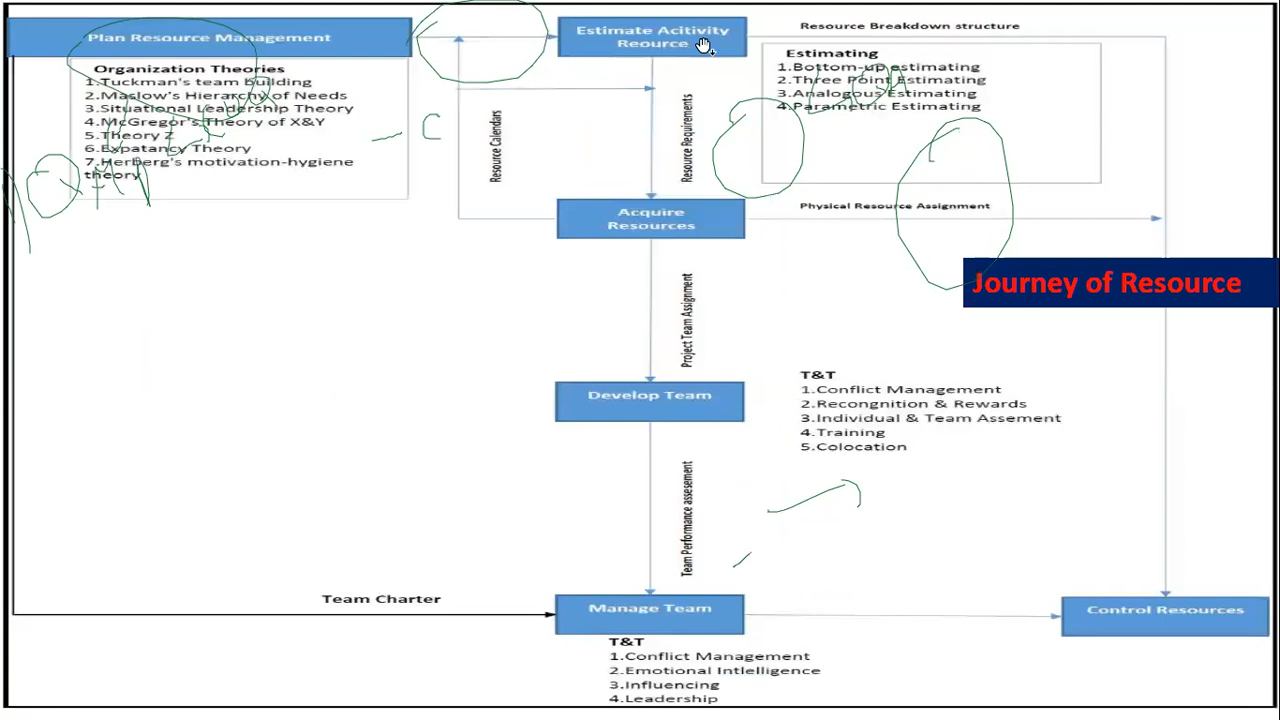 Plan Resource Management
Estimate Acitivity
Reource
Resource Breakdown structure
Organization Theories
1.Tuckman's team building
2.Maslow's Hierarchy of Needs
3.Situational Leadership Theory
4.McGregor's Theory of X&Y
5.Theory Z
6.Expatancy Theory
7.Herberg's motivation-hygiene
theory
Estimating
1.Bottom-up estimating
2.Three Point Estimating
3.Analogous Estimating
4.Parametric Estimating
Resource Calendars
Resource Requirements
Acquire
Resources
Physical Resource Assignment
Journey of Resource
Project Team Assignment
Develop Team
T&T
1.Conflict Management
2.Recongnition & Rewards
3.Individual & Team Assement
4.Training
5.Colocation
Team Performance assesement
Team Charter
Manage Team
Control Resources
T&T
1.Conflict Management
2.Emotional Intlelligence
3.Influencing
4.Leadership